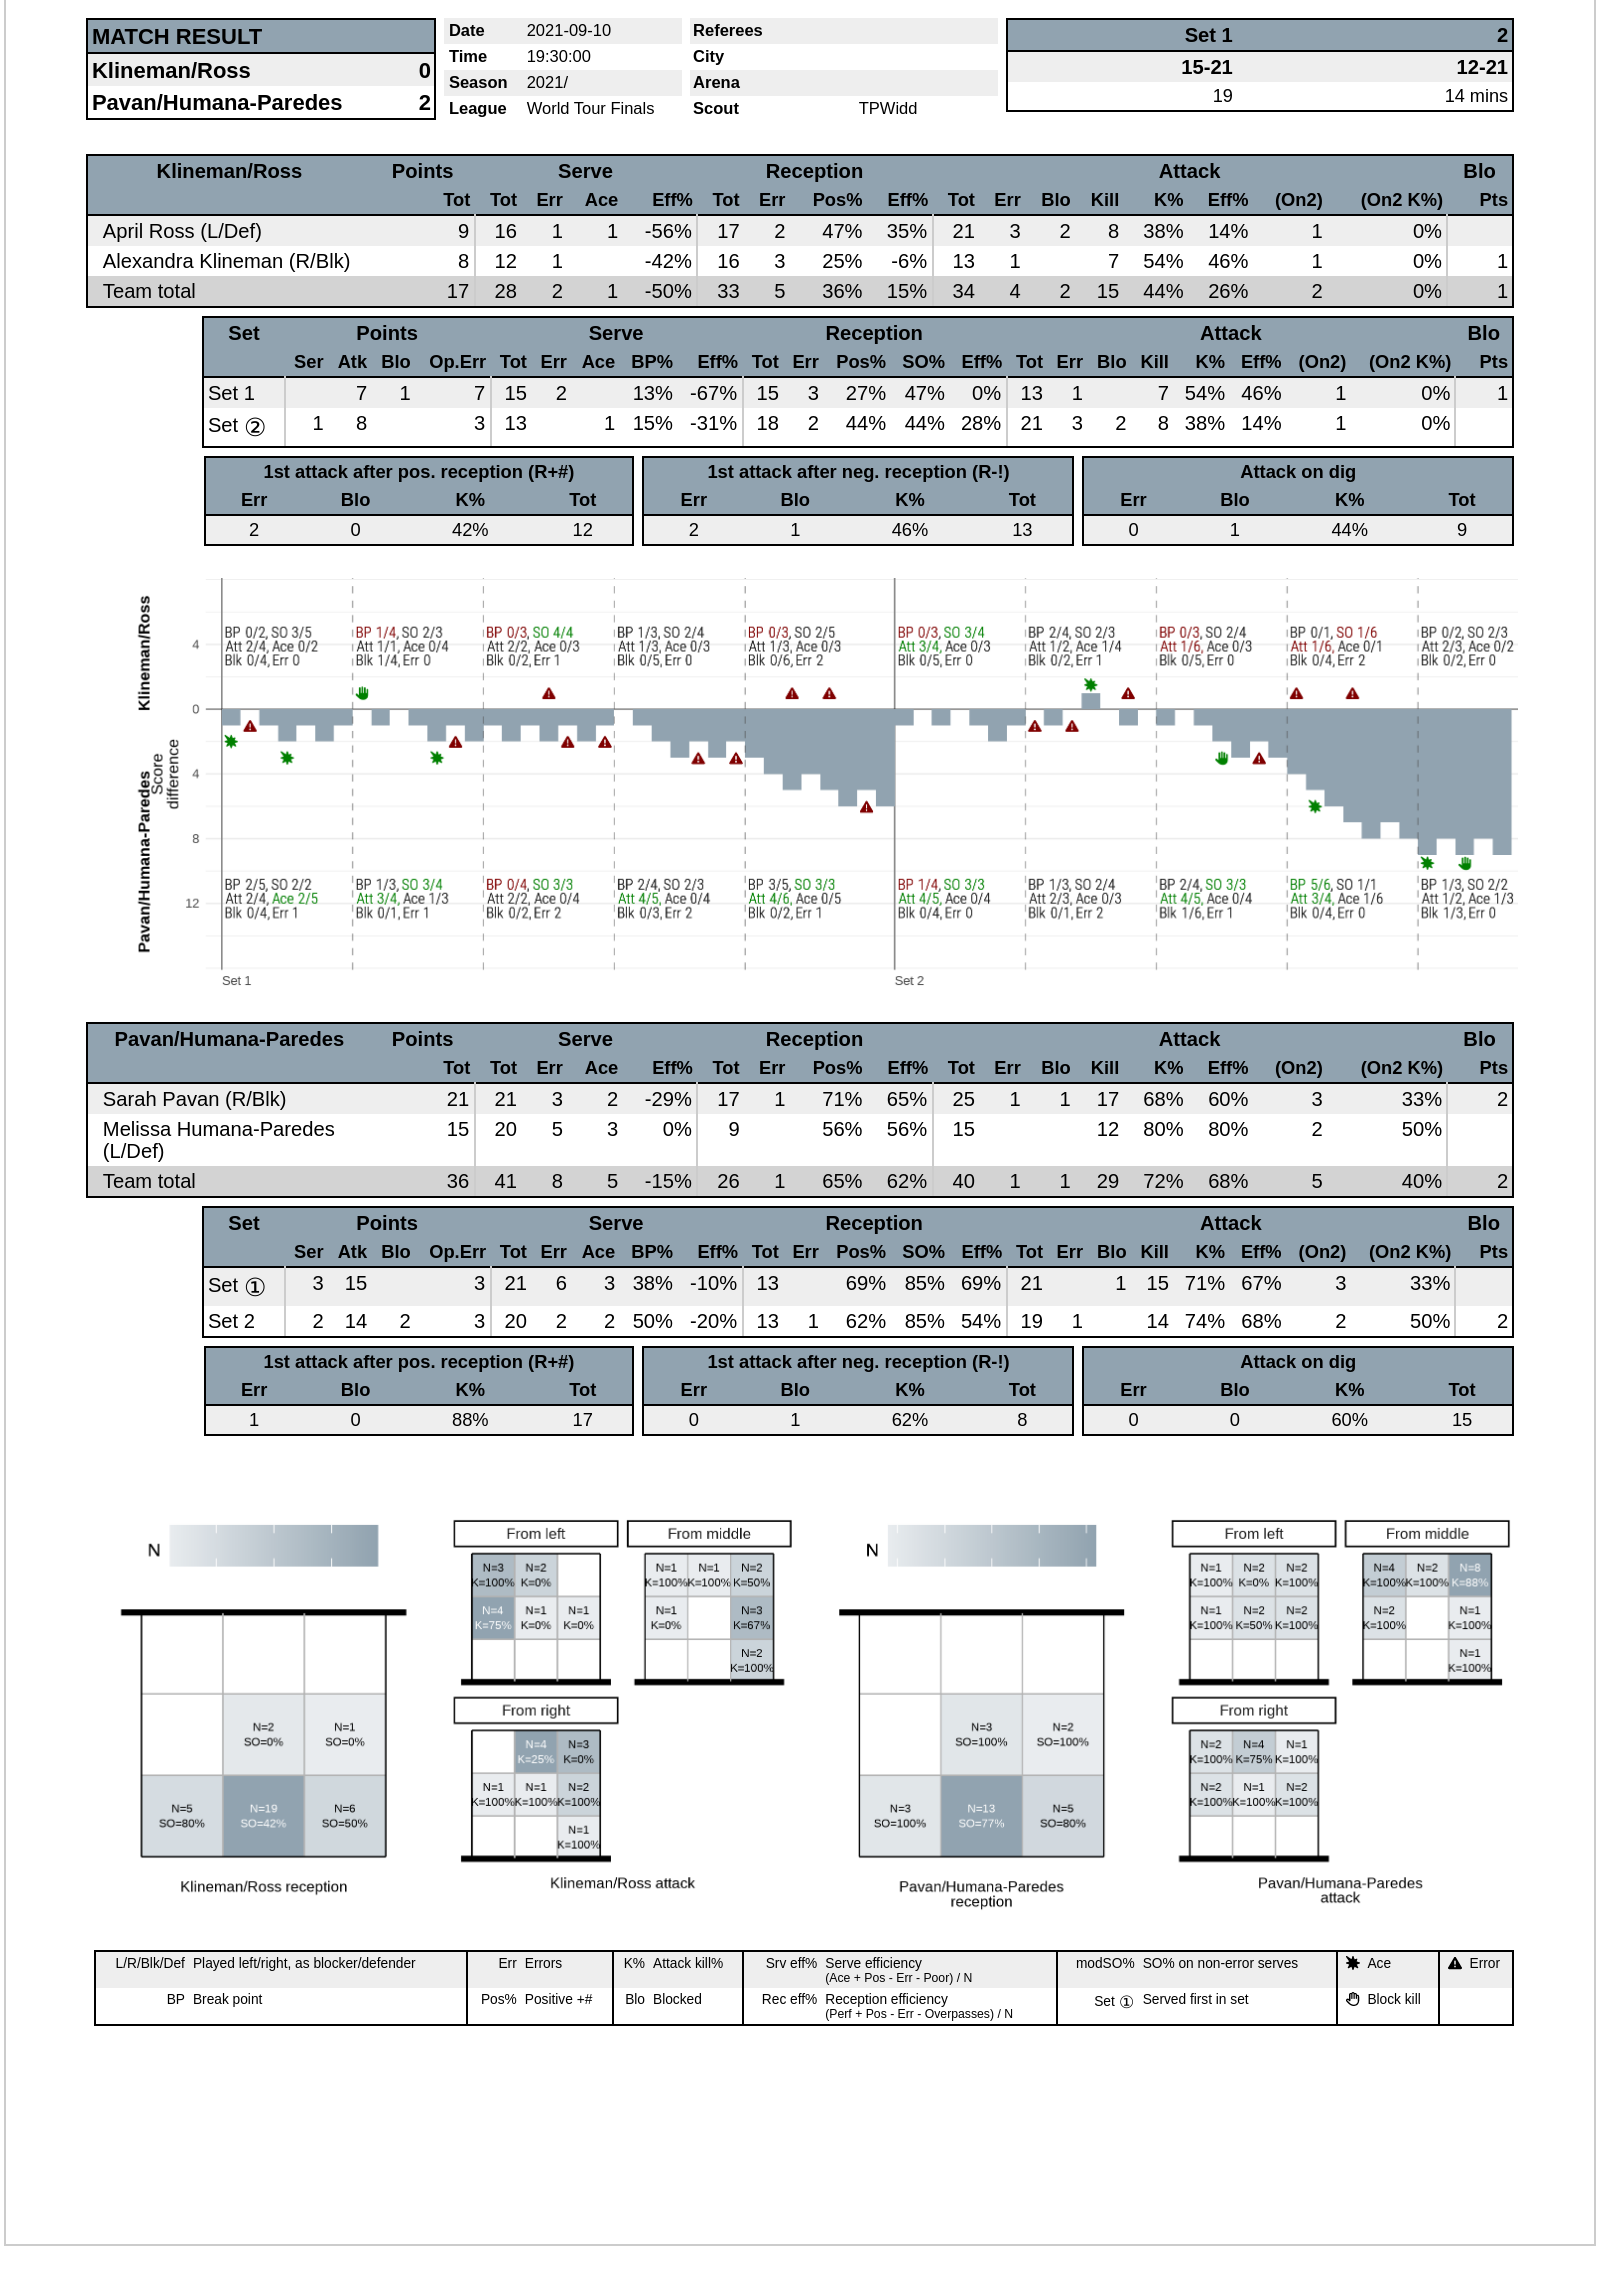 MATCH RESULT
Klineman/Ross 0
Pavan/Humana-Paredes 2
Date 2021-09-10
Time 19:30:00
Season 2021/
League World Tour Finals
Referees
City
Arena
Scout TPWidd
Set 1 2
15-21 12-21
19 14 mins
Klineman/Ross Points Serve Reception Attack Blo
Tot Tot Err Ace Eff% Tot Err Pos% Eff% Tot Err Blo Kill K% Eff% (On2) (On2 K%) Pts
April Ross (L/Def) 9 16 1 1 -56% 17 2 47% 35% 21 3 2 8 38% 14% 1 0%
Alexandra Klineman (R/Blk) 8 12 1 -42% 16 3 25% -6% 13 1 7 54% 46% 1 0% 1
Team total 17 28 2 1 -50% 33 5 36% 15% 34 4 2 15 44% 26% 2 0% 1
Set Points Serve Reception Attack Blo
Ser Atk Blo Op.Err Tot Err Ace BP% Eff% Tot Err Pos% SO% Eff% Tot Err Blo Kill K% Eff% (On2) (On2 K%) Pts
Set 1 7 1 7 15 2 13% -67% 15 3 27% 47% 0% 13 1 7 54% 46% 1 0% 1
Set ② 1 8 3 13 1 15% -31% 18 2 44% 44% 28% 21 3 2 8 38% 14% 1 0%
1st attack after pos. reception (R+#) 1st attack after neg. reception (R-!) Attack on dig
Err Blo K% Tot Err Blo K% Tot Err Blo K% Tot
2 0 42% 12 2 1 46% 13 0 1 44% 9
Klineman/Ross
Score
difference
Pavan/Humana-Paredes
4
0
4
8
12
BP 0/2, SO 3/5 BP 1/4, SO 2/3 BP 0/3, SO 4/4 BP 1/3, SO 2/4 BP 0/3, SO 2/5 BP 0/3, SO 3/4 BP 2/4, SO 2/3 BP 0/3, SO 2/4 BP 0/1, SO 1/6 BP 0/2, SO 2/3
Att 2/4, Ace 0/2 Att 1/1, Ace 0/4 Att 2/2, Ace 0/3 Att 1/3, Ace 0/3 Att 1/3, Ace 0/3 Att 3/4, Ace 0/3 Att 1/2, Ace 1/4 Att 1/6, Ace 0/3 Att 1/6, Ace 0/1 Att 2/3, Ace 0/2
Blk 0/4, Err 0 Blk 1/4, Err 0 Blk 0/2, Err 1 Blk 0/5, Err 0 Blk 0/6, Err 2 Blk 0/5, Err 0 Blk 0/2, Err 1 Blk 0/5, Err 0 Blk 0/4, Err 2 Blk 0/2, Err 0
BP 2/5, SO 2/2 BP 1/3, SO 3/4 BP 0/4, SO 3/3 BP 2/4, SO 2/3 BP 3/5, SO 3/3 BP 1/4, SO 3/3 BP 1/3, SO 2/4 BP 2/4, SO 3/3 BP 5/6, SO 1/1 BP 1/3, SO 2/2
Att 2/4, Ace 2/5 Att 3/4, Ace 1/3 Att 2/2, Ace 0/4 Att 4/5, Ace 0/4 Att 4/6, Ace 0/5 Att 4/5, Ace 0/4 Att 2/3, Ace 0/3 Att 4/5, Ace 0/4 Att 3/4, Ace 1/6 Att 1/2, Ace 1/3
Blk 0/4, Err 1 Blk 0/1, Err 1 Blk 0/2, Err 2 Blk 0/3, Err 2 Blk 0/2, Err 1 Blk 0/4, Err 0 Blk 0/1, Err 2 Blk 1/6, Err 1 Blk 0/4, Err 0 Blk 1/3, Err 0
Set 1 Set 2
Pavan/Humana-Paredes Points Serve Reception Attack Blo
Tot Tot Err Ace Eff% Tot Err Pos% Eff% Tot Err Blo Kill K% Eff% (On2) (On2 K%) Pts
Sarah Pavan (R/Blk) 21 21 3 2 -29% 17 1 71% 65% 25 1 1 17 68% 60% 3 33% 2
Melissa Humana-Paredes 15 20 5 3 0% 9 56% 56% 15 12 80% 80% 2 50%
(L/Def)
Team total 36 41 8 5 -15% 26 1 65% 62% 40 1 1 29 72% 68% 5 40% 2
Set Points Serve Reception Attack Blo
Ser Atk Blo Op.Err Tot Err Ace BP% Eff% Tot Err Pos% SO% Eff% Tot Err Blo Kill K% Eff% (On2) (On2 K%) Pts
Set ① 3 15 3 21 6 3 38% -10% 13 69% 85% 69% 21 1 15 71% 67% 3 33%
Set 2 2 14 2 3 20 2 2 50% -20% 13 1 62% 85% 54% 19 1 14 74% 68% 2 50% 2
1st attack after pos. reception (R+#) 1st attack after neg. reception (R-!) Attack on dig
Err Blo K% Tot Err Blo K% Tot Err Blo K% Tot
1 0 88% 17 0 1 62% 8 0 0 60% 15
N
N=2 N=1
SO=0% SO=0%
N=5 N=19 N=6
SO=80% SO=42% SO=50%
Klineman/Ross reception
From left From middle
N=3 N=2 N=1 N=1 N=2
K=100% K=0% K=100% K=100% K=50%
N=4 N=1 N=1 N=1 N=3
K=75% K=0% K=0% K=0% K=67%
N=2
K=100%
From right
N=4 N=3
K=25% K=0%
N=1 N=1 N=2
K=100% K=100% K=100%
N=1
K=100%
Klineman/Ross attack
N
N=3 N=2
SO=100% SO=100%
N=3 N=13 N=5
SO=100% SO=77% SO=80%
Pavan/Humana-Paredes
reception
From left From middle
N=1 N=2 N=2 N=4 N=2 N=8
K=100% K=0% K=100% K=100% K=100% K=88%
N=1 N=2 N=2 N=2 N=1
K=100% K=50% K=100% K=100% K=100%
N=1
K=100%
From right
N=2 N=4 N=1
K=100% K=75% K=100%
N=2 N=1 N=2
K=100% K=100% K=100%
Pavan/Humana-Paredes
attack
L/R/Blk/Def Played left/right, as blocker/defender Err Errors K% Attack kill% Srv eff% Serve efficiency modSO% SO% on non-error serves Ace Error
(Ace + Pos - Err - Poor) / N
BP Break point Pos% Positive +# Blo Blocked Rec eff% Reception efficiency Set ① Served first in set Block kill
(Perf + Pos - Err - Overpasses) / N